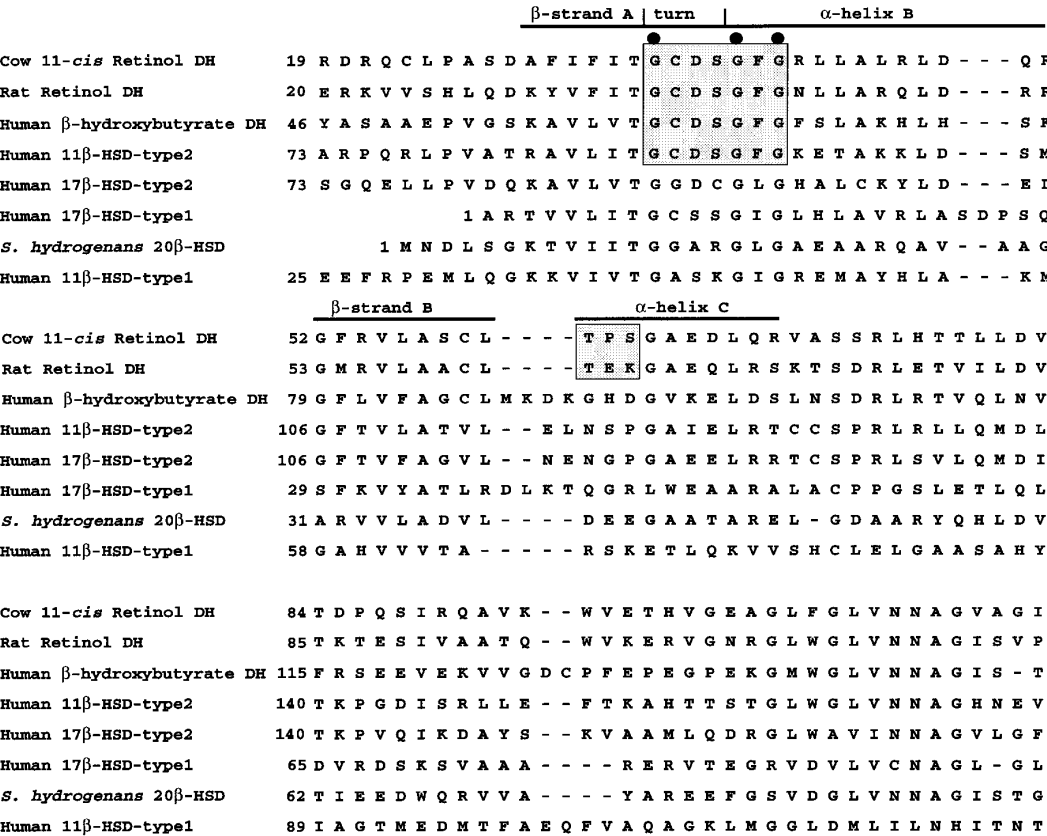 β-strand A turn α-helix B
Cow 11-cis Retinol DH 19 R D R Q C L P A S D A F I F I T G C D S G F G R L L A L R L D - - - Q R
Rat Retinol DH 20 E R K V V S H L Q D K Y V F I T G C D S G F G N L L A R Q L D - - - R R
Human β-hydroxybutyrate DH 46 Y A S A A E P V G S K A V L V T G C D S G F G F S L A K H L H - - - S
Human 11β-HSD-type2 73 A R P Q R L P V A T R A V L I T G C D S G F G K E T A K K L D - - - S M
Human 17β-HSD-type2 73 S G Q E L L P V D Q K A V L V T G G D C G L G H A L C K Y L D - - - E
Human 17β-HSD-type1 1 A R T V V L I T G C S S G I G L H L A V R L A S D P S Q
S. hydrogenans 20β-HSD 1 M N D L S G K T V I I T G G A R G L G A E A A R Q A V - - A A G
Human 11β-HSD-type1 25 E E F R P E M L Q G K K V I V T G A S K G I G R E M A Y H L A - - - K M
β-strand B α-helix C
Cow 11-cis Retinol DH 52 G F R V L A S C L - - - - T P S G A E D L Q R V A S S R L H T T L L D V
Rat Retinol DH 53 G M R V L A A C L - - - - T E K G A E Q L R S K T S D R L E T V I L D V
Human β-hydroxybutyrate DH 79 G F L V F A G C L M K D K G H D G V K E L D S L N S D R L R T V Q L N V
Human 11β-HSD-type2 106 G F T V L A T V L - - E L N S P G A I E L R T C C S P R L R L L Q M D L
Human 17β-HSD-type2 106 G F T V F A G V L - - N E N G P G A E E L R R T C S P R L S V L Q M D I
Human 17β-HSD-type1 29 S F K V Y A T L R D L K T Q G R L W E A A R A L A C P P G S L E T L Q L
S. hydrogenans 20β-HSD 31 A R V V L A D V L - - - - D E E G A A T A R E L - G D A A R Y Q H L D V
Human 11β-HSD-type1 58 G A H V V V T A - - - - - R S K E T L Q K V V S H C L E L G A A S A H Y
Cow 11-cis Retinol DH 84 T D P Q S I R Q A V K - - W V E T H V G E A G L F G L V N N A G V A G I
Rat Retinol DH 85 T K T E S I V A A T Q - - W V K E R V G N R G L W G L V N N A G I S V P
Human β-hydroxybutyrate DH 115 F R S E E V E K V V G D C P F E P E G P E K G M W G L V N N A G I S - T
Human 11β-HSD-type2 140 T K P G D I S R L L E - - F T K A H T T S T G L W G L V N N A G H N E V
Human 17β-HSD-type2 140 T K P V Q I K D A Y S - - K V A A M L Q D R G L W A V I N N A G V L G F
Human 17β-HSD-type1 65 D V R D S K S V A A A - - - - R E R V T E G R V D V L V C N A G L - G L
S. hydrogenans 20β-HSD 62 T I E E D W Q R V V A - - - - Y A R E E F G S V D G L V N N A G I S T G
Human 11β-HSD-type1 89 I A G T M E D M T F A E Q F V A Q A G K L M G G L D M L I L N H I T N T